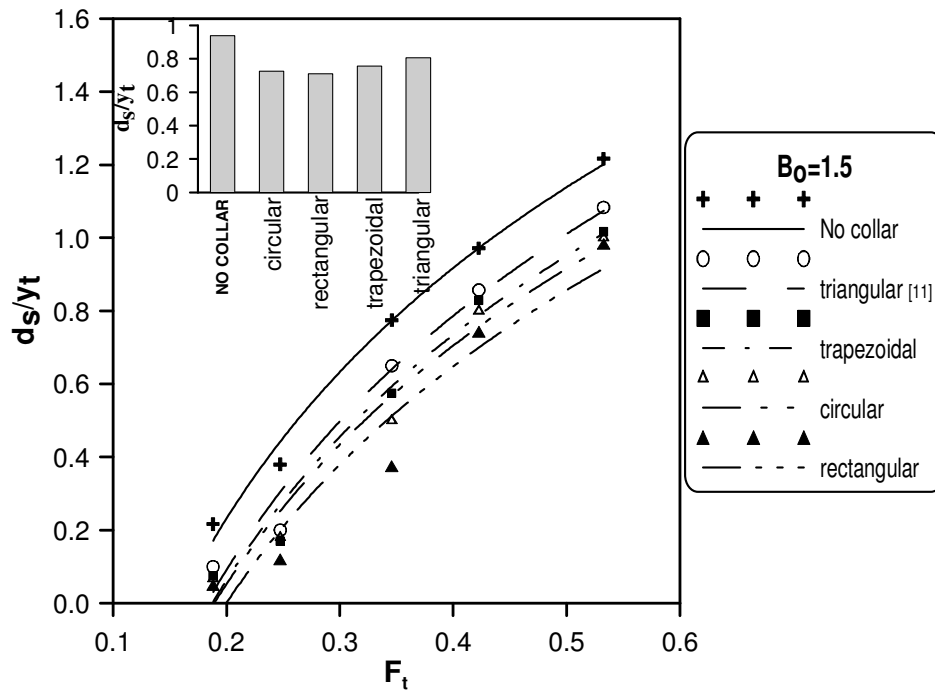 1.6
1.4
1.2
1.0
0.8
0.6
0.4
0.2
0.0
ds/yt
0.1 0.2 0.3 0.4 0.5 0.6
Ft
1
0.8
0.6
0.4
0.2
0
ds/yt
NO COLLAR
circular
rectangular
trapezoidal
triangular
Bo=1.5
No collar
triangular [11]
trapezoidal
circular
rectangular